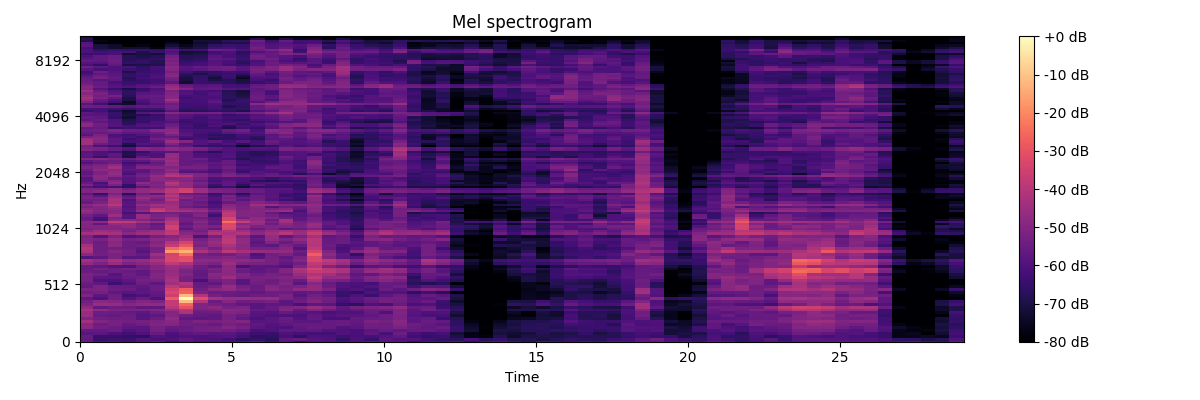 Mel spectrogram
8192
4096
2048
1024
512
0
Hz
0 5 10 15 20 25
Time
+0 dB
-10 dB
-20 dB
-30 dB
-40 dB
-50 dB
-60 dB
-70 dB
-80 dB